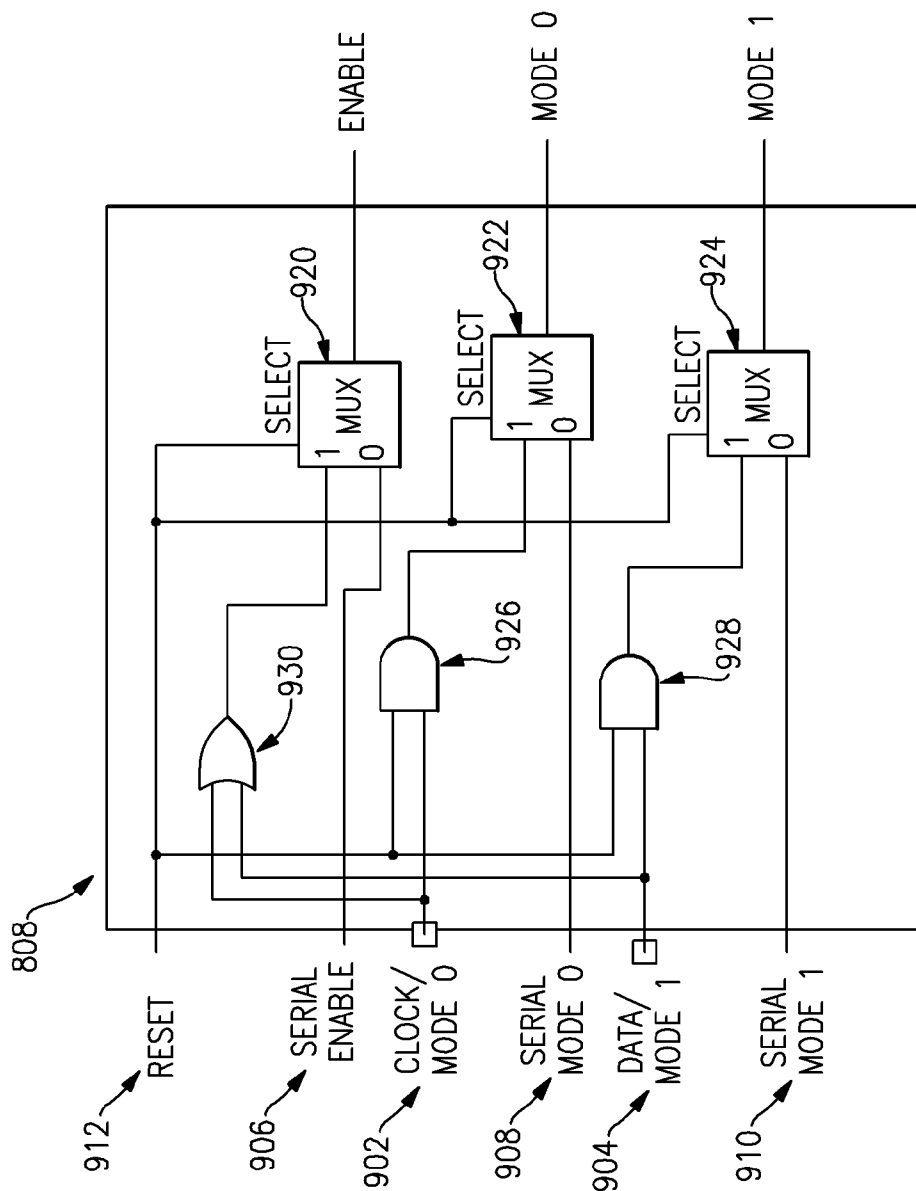 808
912
RESET
906
SERIAL
ENABLE
902
CLOCK/
MODE 0
908
SERIAL
MODE 0
904
DATA/
MODE 1
910
SERIAL
MODE 1
930
926
928
SELECT
920
1
MUX
0
ENABLE
SELECT
922
1
MUX
0
MODE 0
SELECT
924
1
MUX
0
MODE 1